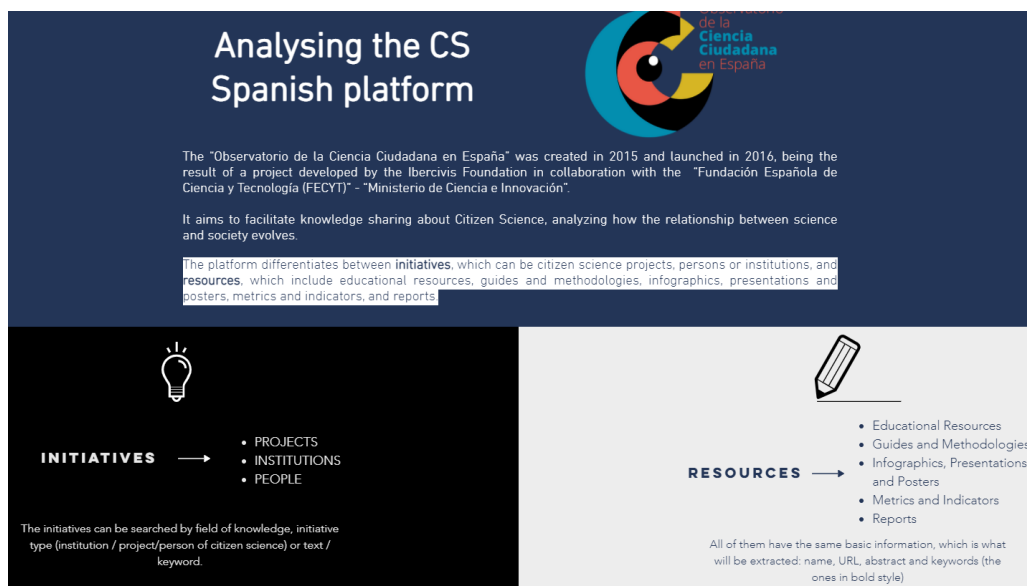 Analysing the CS
Spanish platform
Observatorio
de la
Ciencia
Ciudadana
en España
The "Observatorio de la Ciencia Ciudadana en España" was created in 2015 and launched in 2016, being the
result of a project developed by the Ibercivis Foundation in collaboration with the "Fundación Española de
Ciencia y Tecnología (FECYT)" - "Ministerio de Ciencia e Innovación".
It aims to facilitate knowledge sharing about Citizen Science, analyzing how the relationship between science
and society evolves.
The platform differentiates between initiatives, which can be citizen science projects, persons or institutions, and
resources, which include educational resources, guides and methodologies, infographics, presentations and
posters, metrics and indicators, and reports.
INITIATIVES
• PROJECTS
• INSTITUTIONS
• PEOPLE
The initiatives can be searched by field of knowledge, initiative
type (institution / project/person of citizen science) or text /
keyword.
RESOURCES
• Educational Resources
• Guides and Methodologies
• Infographics, Presentations
and Posters
• Metrics and Indicators
• Reports
All of them have the same basic information, which is what
will be extracted: name, URL, abstract and keywords (the
ones in bold style)